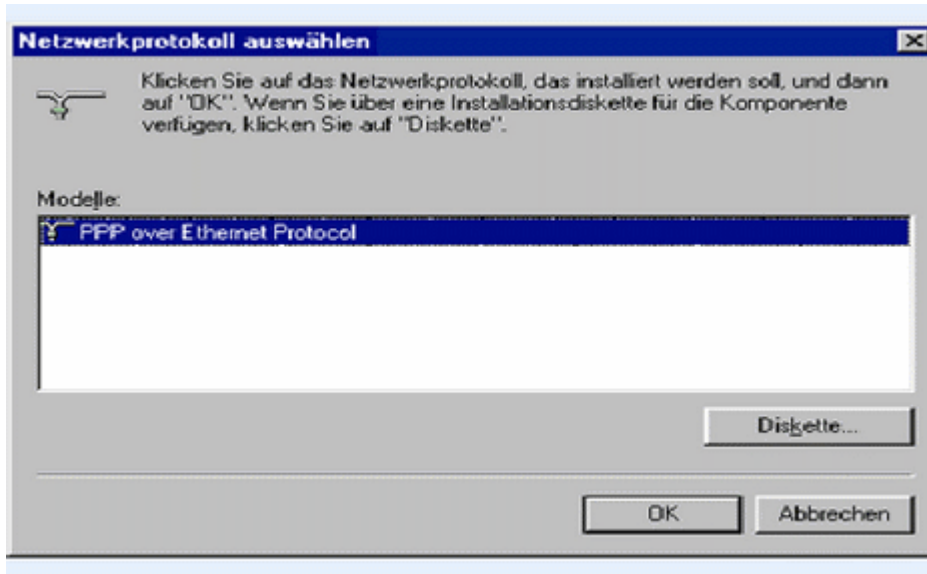 Netzwerkprotokoll auswählen
Klicken Sie auf das Netzwerkprotokoll, das installiert werden soll, und dann
auf "OK". Wenn Sie über eine Installationsdiskette für die Komponente
verfügen, klicken Sie auf "Diskette".
Modelle:
PPP over Ethernet Protocol
Diskette...
OK
Abbrechen